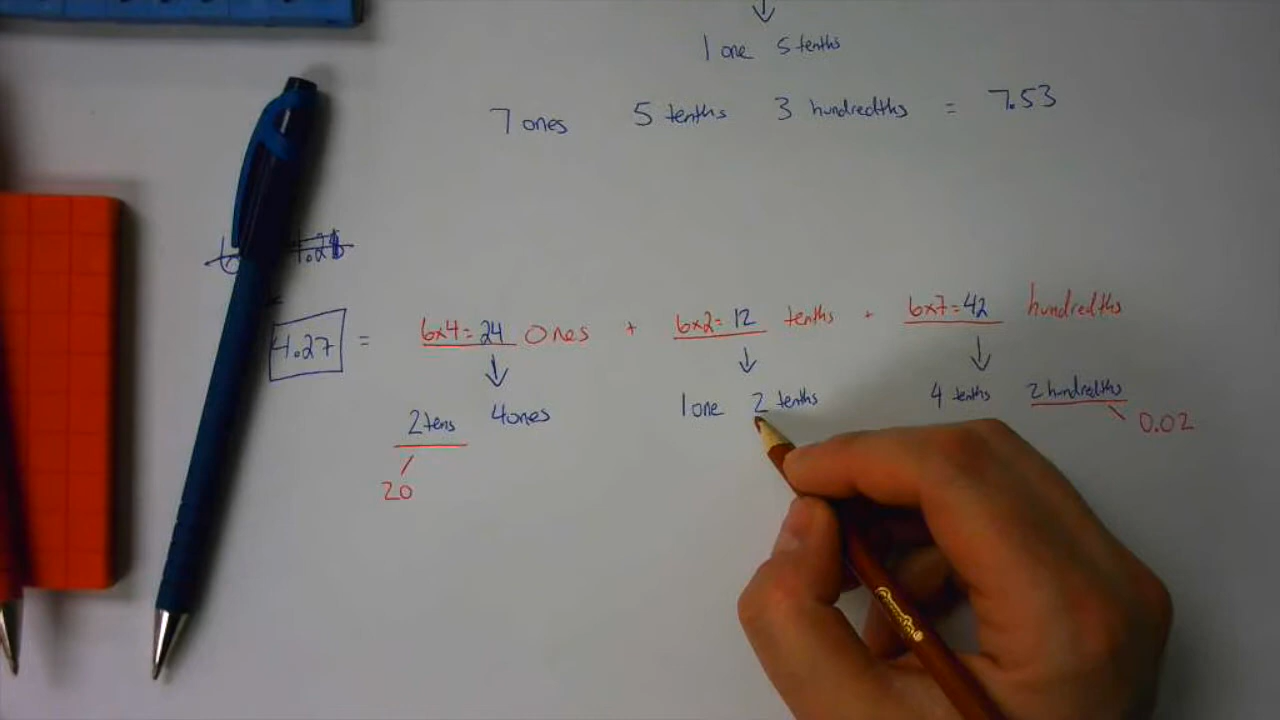 1 one 5 tenths
7 ones 5 tenths 3 hundredths = 7.53
4.27 = 6x4=24 ones + 6x2=12 tenths + 6x7=42 hundredths
2 tens 4 ones 1 one 2 tenths 4 tenths 2 hundredths
20 0.02